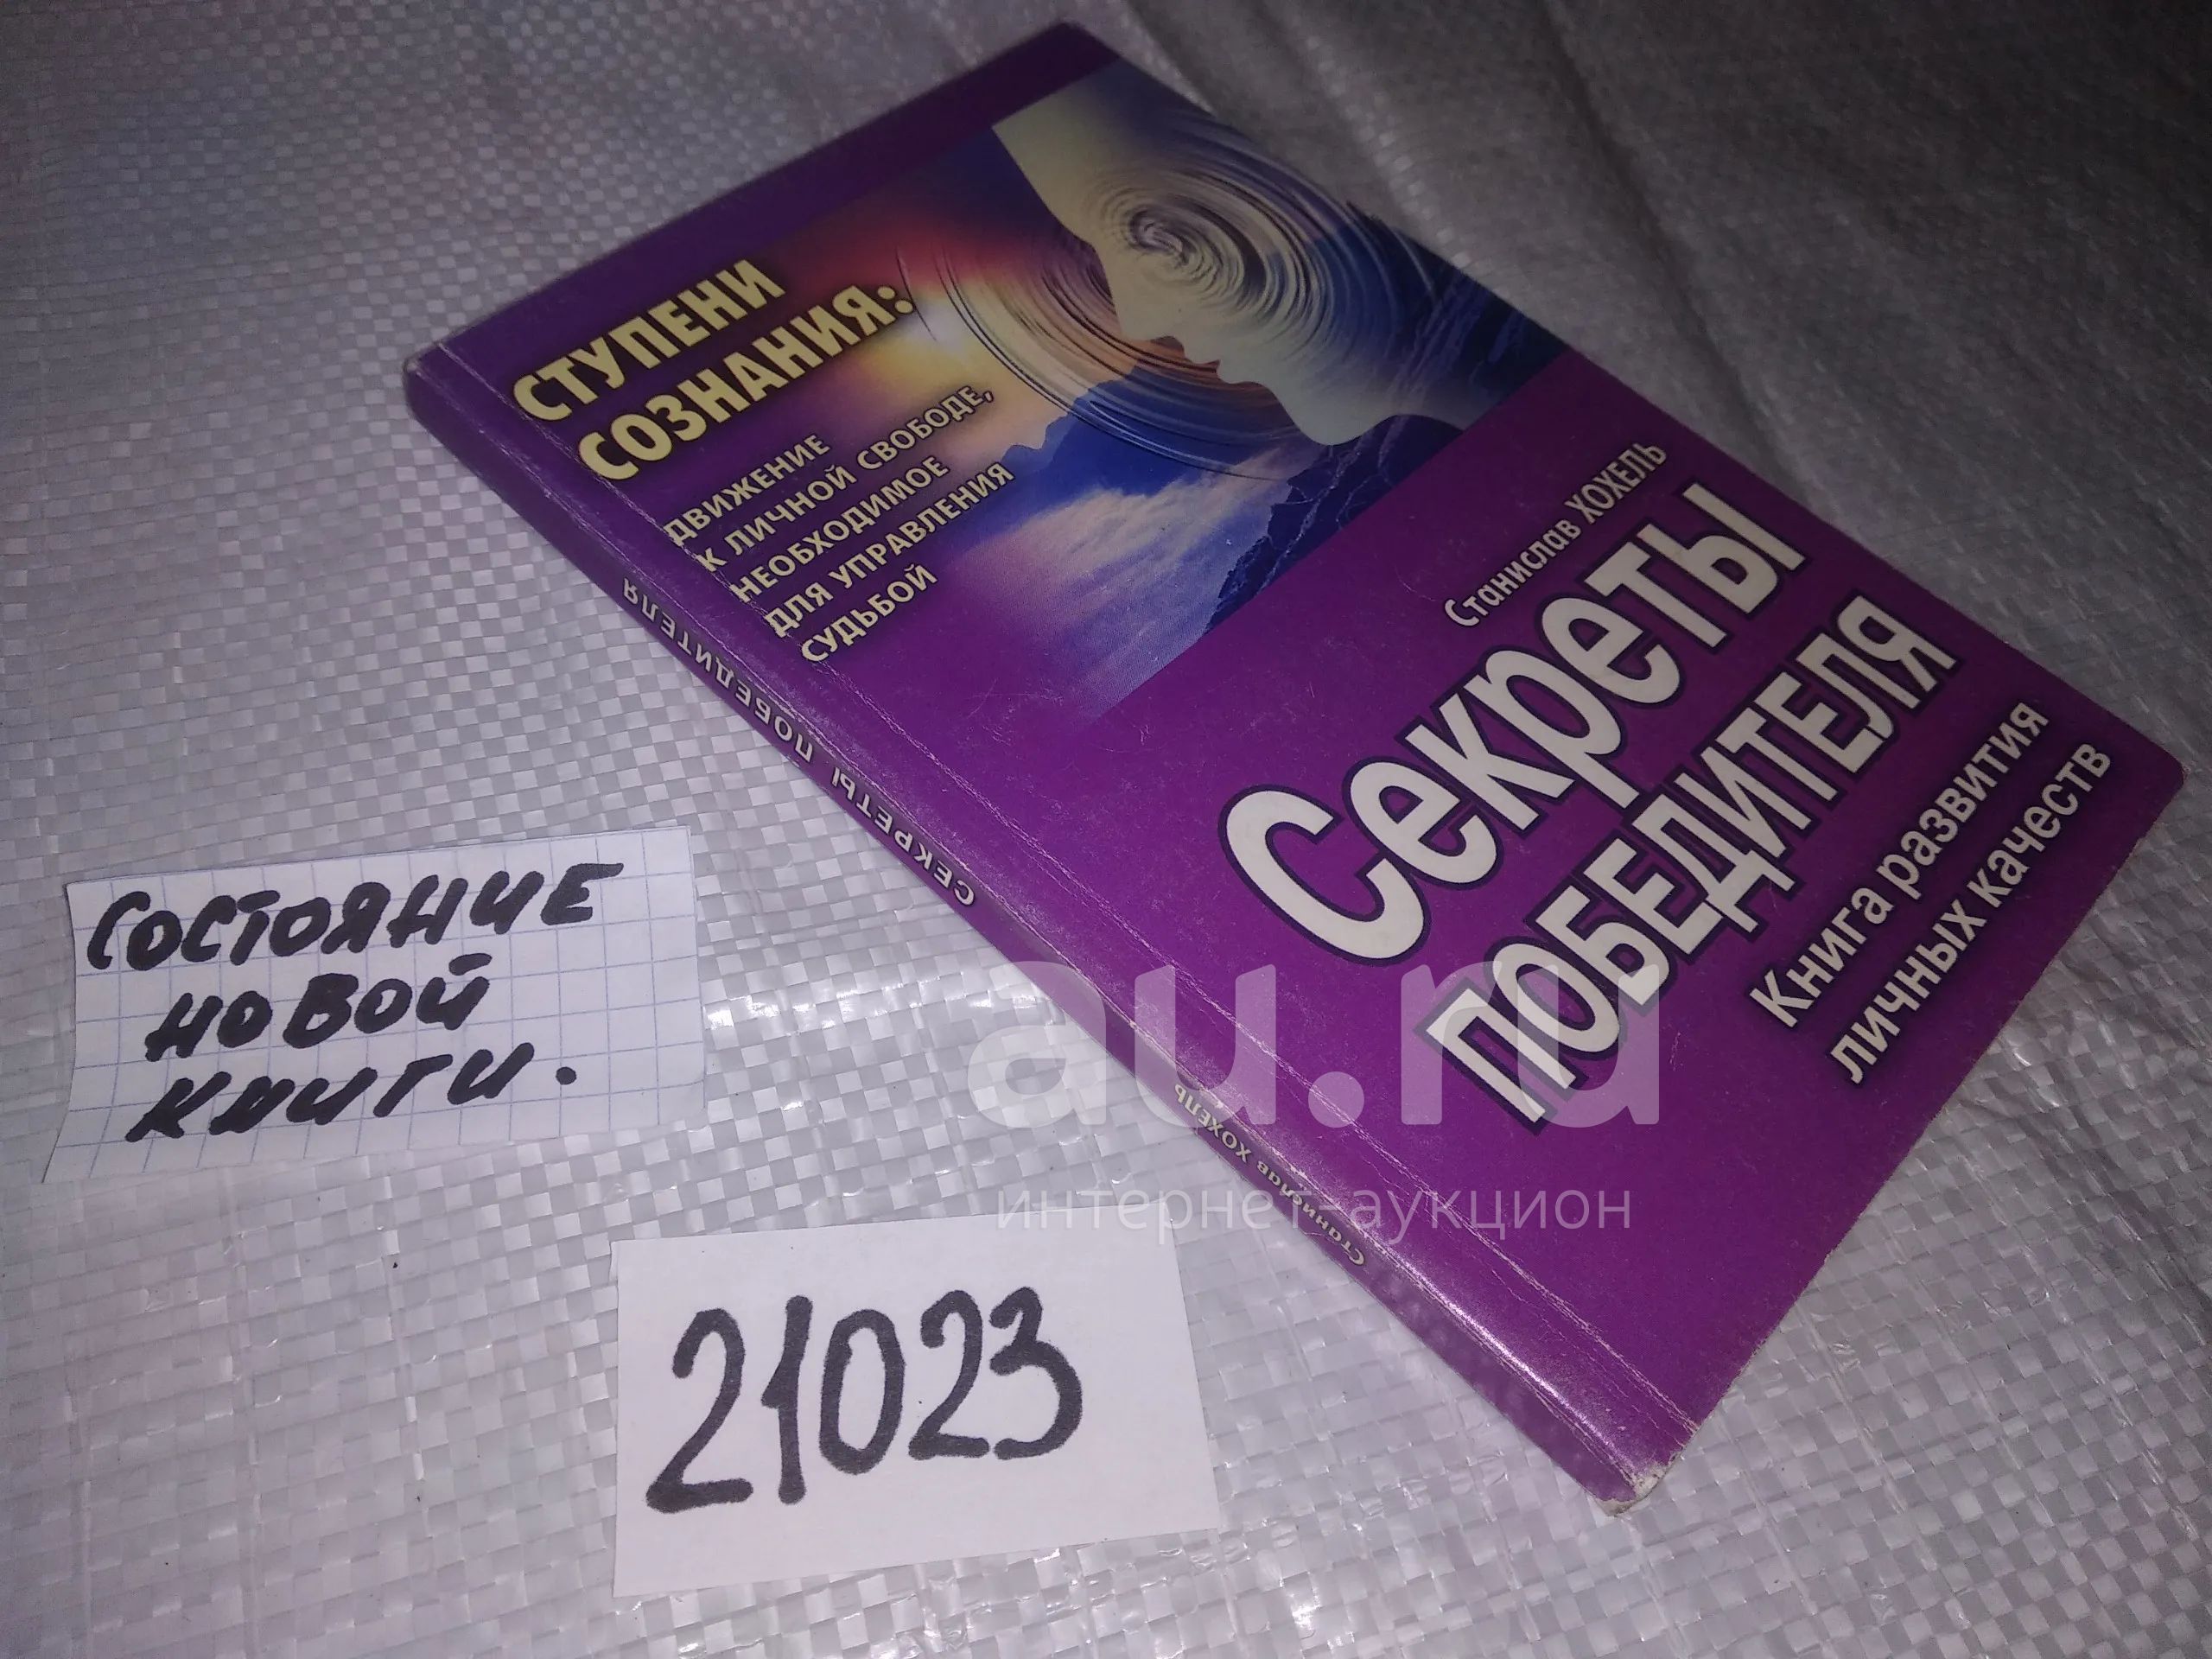 СТУПЕНИ
СОЗНАНИЯ:
ДВИЖЕНИЕ
К ЛИЧНОЙ СВОБОДЕ,
НЕОБХОДИМОЕ
ДЛЯ УПРАВЛЕНИЯ
СУДЬБОЙ
Станислав ХОХЕЛЬ
Секреты
ПОБЕДИТЕЛЯ
Книга развития
личных качеств
СЕКРЕТЫ ПОБЕДИТЕЛЯ
Станислав ХОХЕЛЬ
СОСТОЯНИЕ
НОВОЙ
КНИГИ.
21023
au.ru
интернет-аукцион